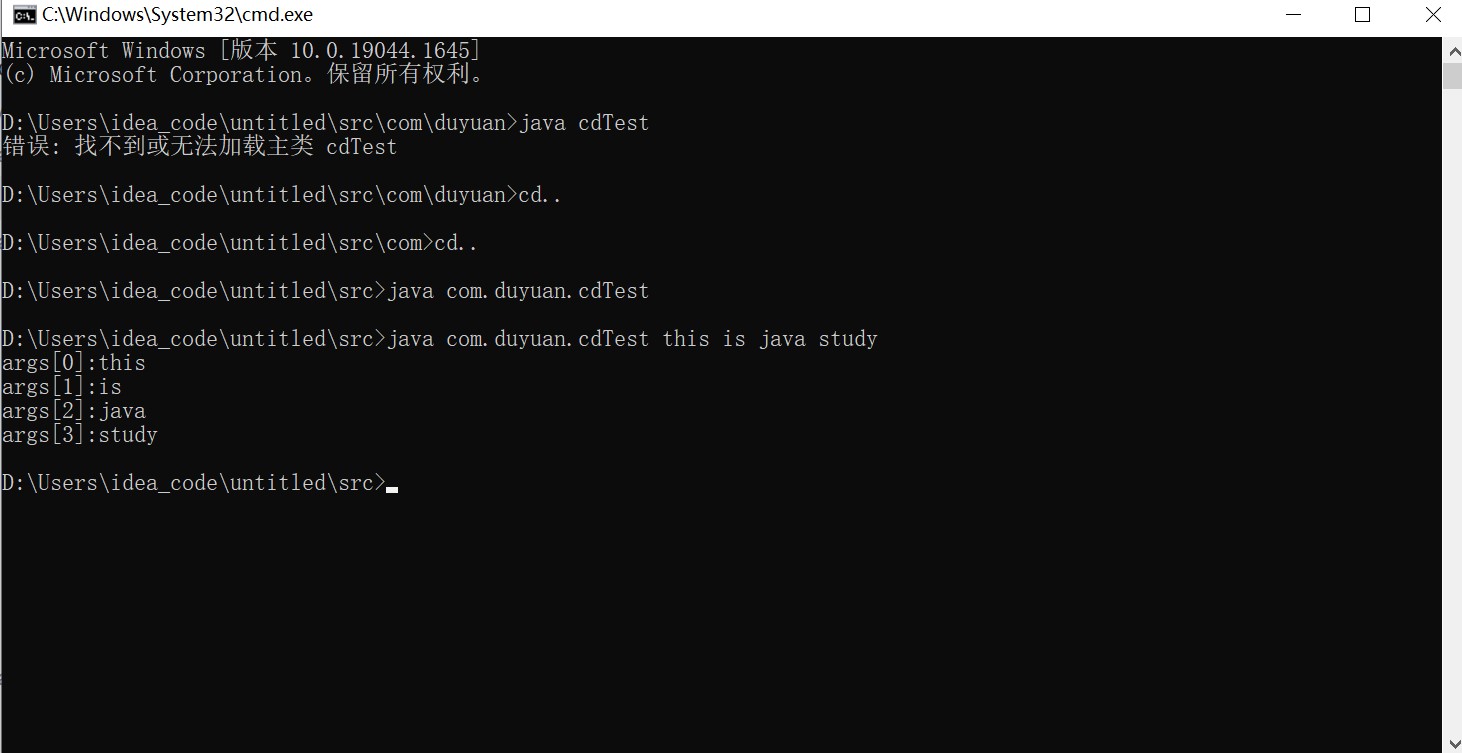 C:\Windows\System32\cmd.exe
Microsoft Windows [版本 10.0.19044.1645]
(c) Microsoft Corporation。保留所有权利。
D:\Users\idea_code\untitled\src\com\duyuan>java cdTest
错误: 找不到或无法加载主类 cdTest
D:\Users\idea_code\untitled\src\com\duyuan>cd..
D:\Users\idea_code\untitled\src\com>cd..
D:\Users\idea_code\untitled\src>java com.duyuan.cdTest
D:\Users\idea_code\untitled\src>java com.duyuan.cdTest this is java study
args[0]:this
args[1]:is
args[2]:java
args[3]:study
D:\Users\idea_code\untitled\src>